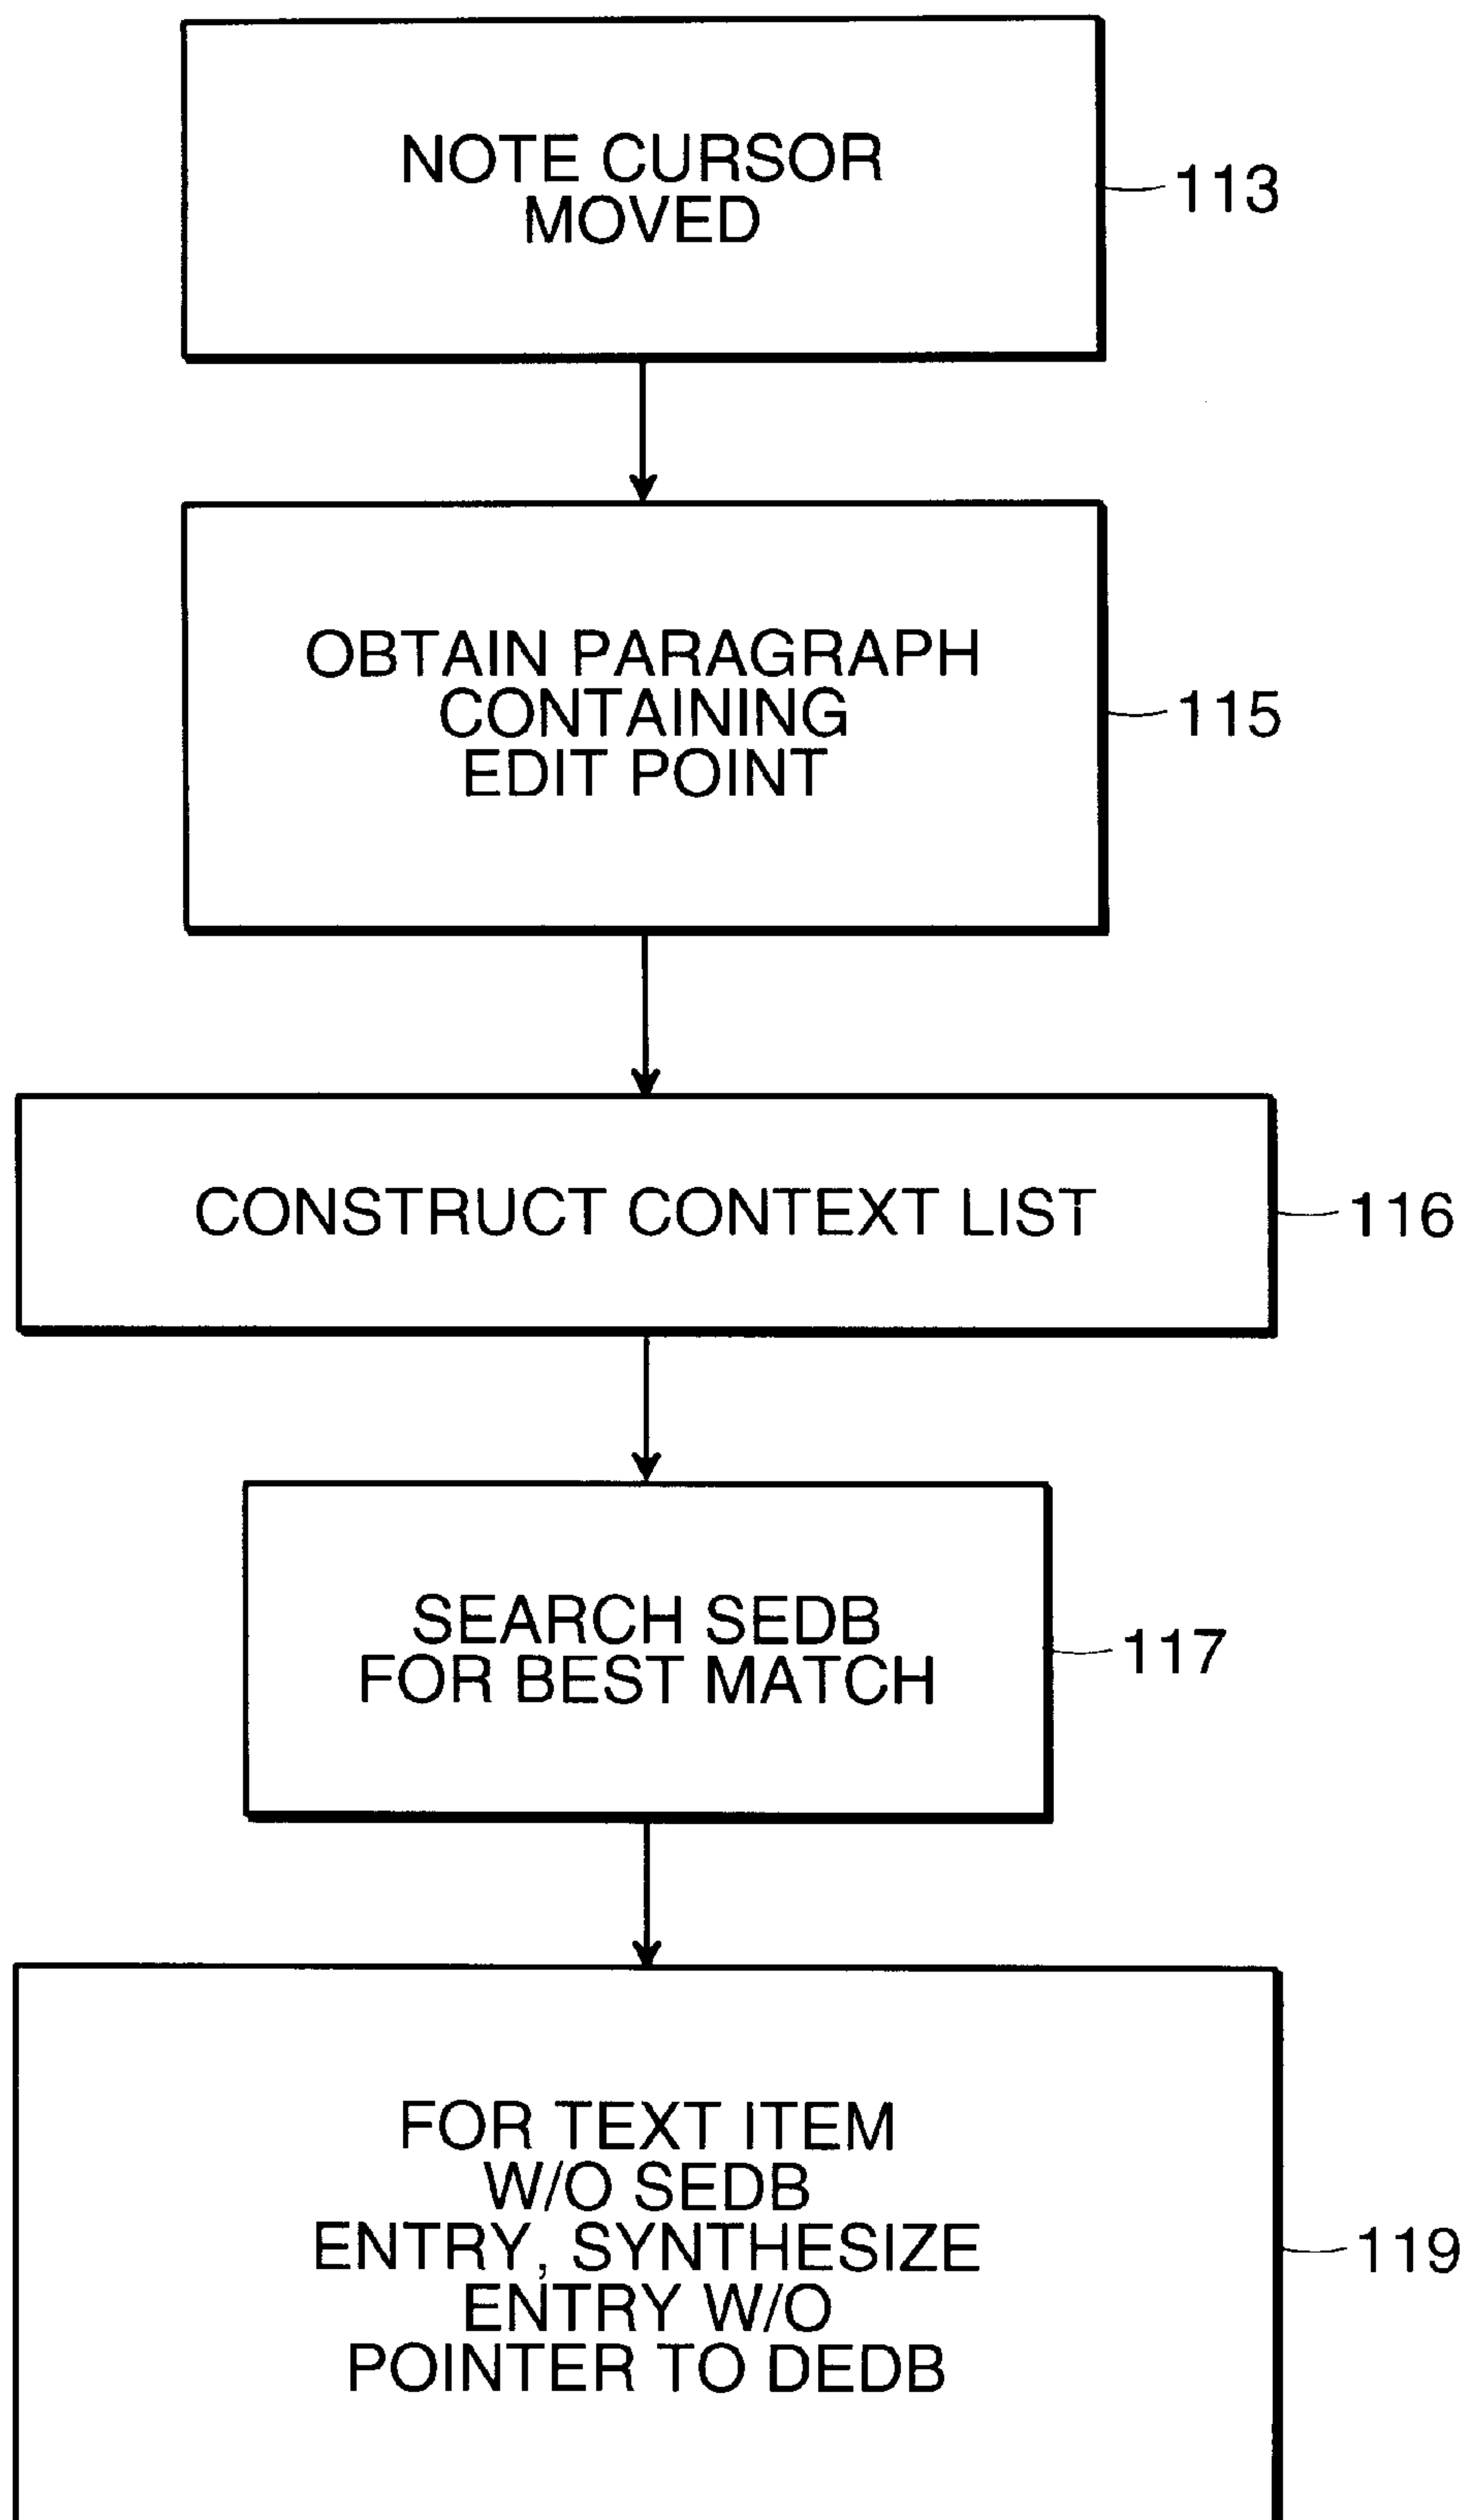 NOTE CURSOR
MOVED
113
OBTAIN PARAGRAPH
CONTAINING
EDIT POINT
115
CONSTRUCT CONTEXT LIST
116
SEARCH SEDB
FOR BEST MATCH
117
FOR TEXT ITEM
W/O SEDB
ENTRY, SYNTHESIZE
ENTRY W/O
POINTER TO DEDB
119